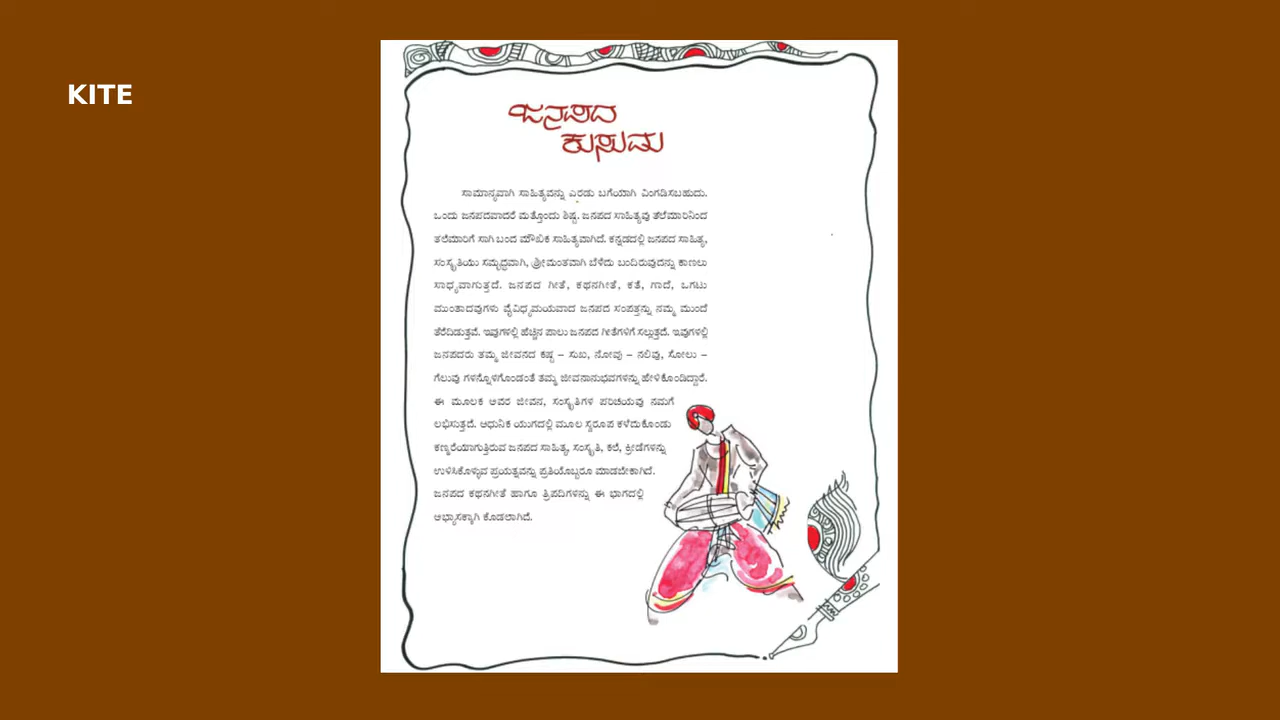 KITE
ಜನಪದ
ಕುಸುಮ
ಸಾಮಾನ್ಯವಾಗಿ ಸಾಹಿತ್ಯವನ್ನು ಎರಡು ಬಗೆಯಾಗಿ ವಿಂಗಡಿಸಬಹುದು.
ಒಂದು ಜನಪದವಾದರೆ ಮತ್ತೊಂದು ಶಿಷ್ಟ. ಜನಪದ ಸಾಹಿತ್ಯವು ತಲೆಮಾರಿನಿಂದ
ತಲೆಮಾರಿಗೆ ಸಾಗಿ ಬಂದ ಮೌಖಿಕ ಸಾಹಿತ್ಯವಾಗಿದೆ. ಕನ್ನಡದಲ್ಲಿ ಜನಪದ ಸಾಹಿತ್ಯ,
ಸಂಸ್ಕೃತಿಯು ಸಮೃದ್ಧವಾಗಿ, ಶ್ರೀಮಂತವಾಗಿ ಬೆಳೆದು ಬಂದಿರುವುದನ್ನು ಕಾಣಲು
ಸಾಧ್ಯವಾಗುತ್ತದೆ. ಜನಪದ ಗೀತೆ, ಕಥನಗೀತೆ, ಕತೆ, ಗಾದೆ, ಒಗಟು
ಮುಂತಾದವುಗಳು ವೈವಿಧ್ಯಮಯವಾದ ಜನಪದ ಸಂಪತ್ತನ್ನು ನಮ್ಮ ಮುಂದೆ
ತೆರೆದಿಡುತ್ತವೆ. ಇವುಗಳಲ್ಲಿ ಹೆಚ್ಚಿನ ಪಾಲು ಜನಪದ ಗೀತೆಗಳಿಗೆ ಸಲ್ಲುತ್ತದೆ. ಇವುಗಳಲ್ಲಿ
ಜನಪದರು ತಮ್ಮ ಜೀವನದ ಕಷ್ಟ – ಸುಖ, ನೋವು – ನಲಿವು, ಸೋಲು –
ಗೆಲುವು ಗಳನ್ನೊಳಗೊಂಡಂತೆ ತಮ್ಮ ಜೀವನಾನುಭವಗಳನ್ನು ಹೇಳಿಕೊಂಡಿದ್ದಾರೆ.
ಈ ಮೂಲಕ ಅವರ ಜೀವನ, ಸಂಸ್ಕೃತಿಗಳ ಪರಿಚಯವು ನಮಗೆ
ಲಭಿಸುತ್ತದೆ. ಆಧುನಿಕ ಯುಗದಲ್ಲಿ ಮೂಲ ಸ್ವರೂಪ ಕಳೆದುಕೊಂಡು
ಕಣ್ಮರೆಯಾಗುತ್ತಿರುವ ಜನಪದ ಸಾಹಿತ್ಯ, ಸಂಸ್ಕೃತಿ, ಕಲೆ, ಕ್ರೀಡೆಗಳನ್ನು
ಉಳಿಸಿಕೊಳ್ಳುವ ಪ್ರಯತ್ನವನ್ನು ಪ್ರತಿಯೊಬ್ಬರೂ ಮಾಡಬೇಕಾಗಿದೆ.
ಜನಪದ ಕಥನಗೀತೆ ಹಾಗೂ ತ್ರಿಪದಿಗಳನ್ನು ಈ ಭಾಗದಲ್ಲಿ
ಅಭ್ಯಾಸಕ್ಕಾಗಿ ಕೊಡಲಾಗಿದೆ.